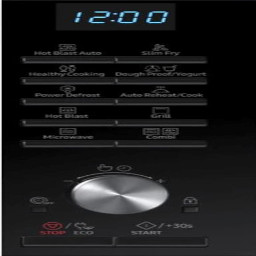 12:00
Hot Blast Auto Slim Fry
Healthy Cooking Dough Proof/Yogurt
Power Defrost Auto Reheat/Cook
Hot Blast Grill
Microwave Combi
- +
/ / +30s
STOP ECO START